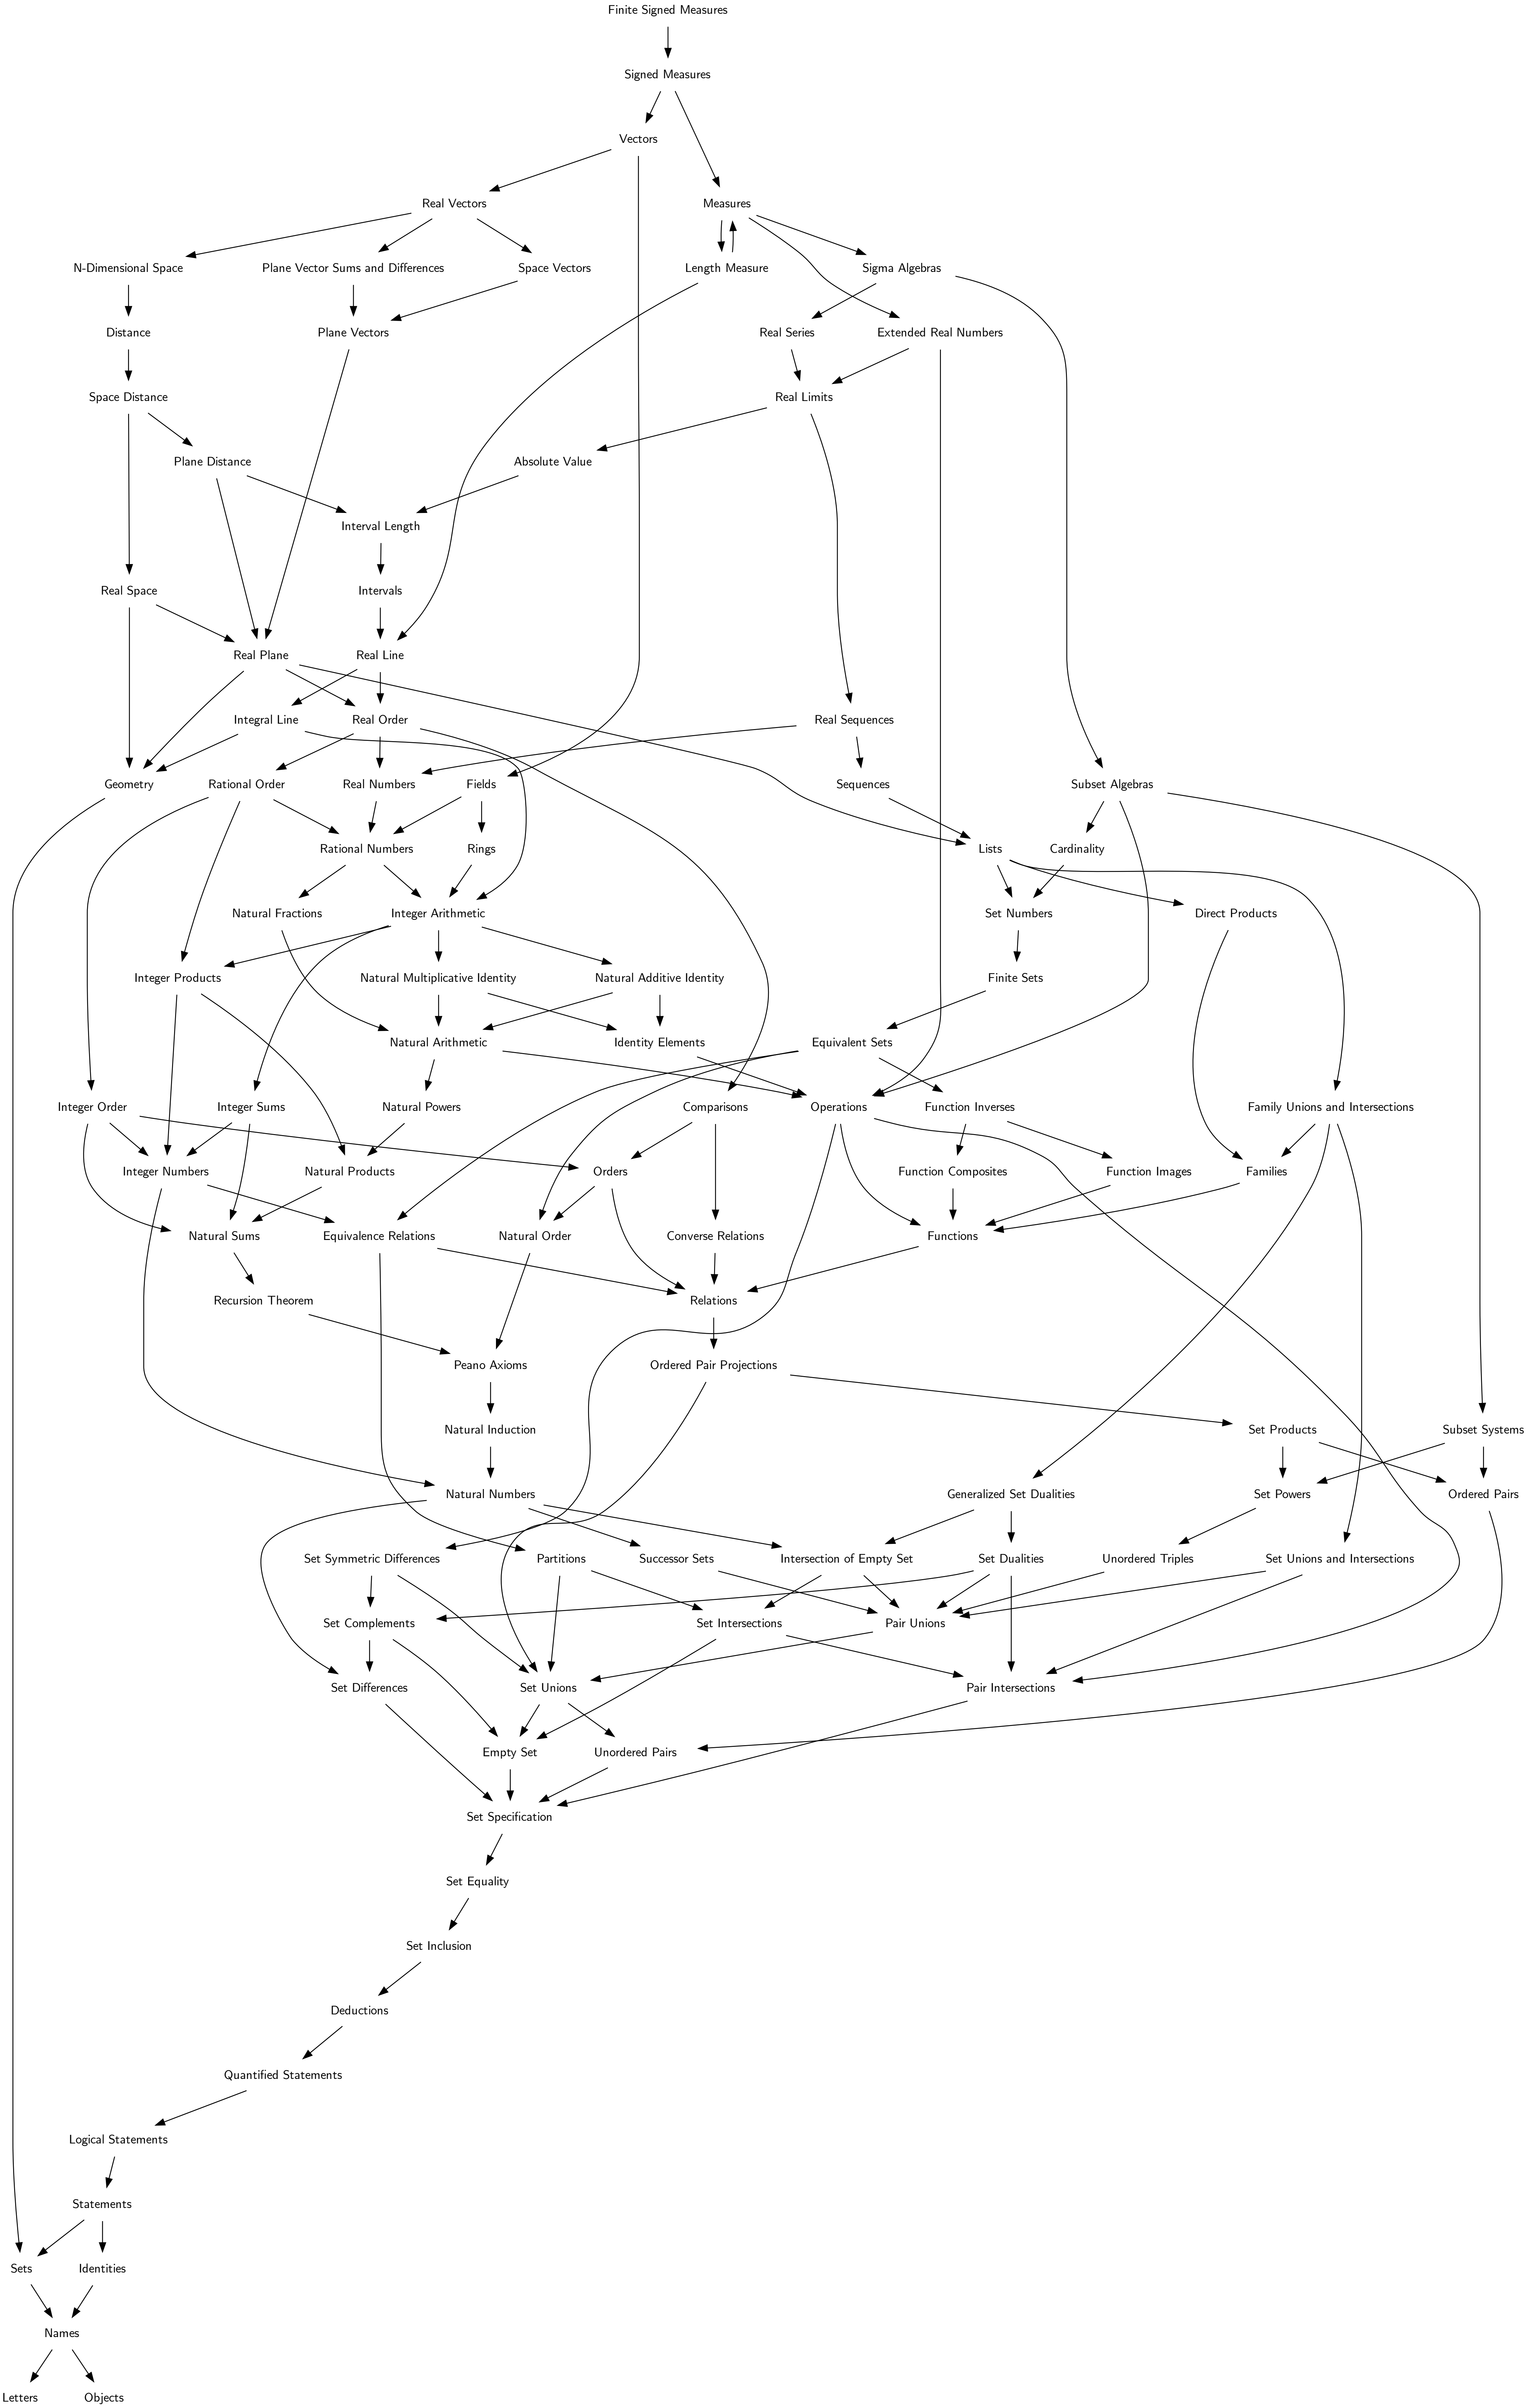 Finite Signed Measures
Signed Measures
Vectors
Real Vectors
Measures
N-Dimensional Space
Plane Vector Sums and Differences
Space Vectors
Length Measure
Sigma Algebras
Distance
Plane Vectors
Real Series
Extended Real Numbers
Space Distance
Real Limits
Plane Distance
Absolute Value
Interval Length
Real Space
Intervals
Real Plane
Real Line
Integral Line
Real Order
Real Sequences
Geometry
Rational Order
Real Numbers
Fields
Sequences
Subset Algebras
Rational Numbers
Rings
Lists
Cardinality
Natural Fractions
Integer Arithmetic
Set Numbers
Direct Products
Integer Products
Natural Multiplicative Identity
Natural Additive Identity
Finite Sets
Natural Arithmetic
Identity Elements
Equivalent Sets
Integer Order
Integer Sums
Natural Powers
Comparisons
Operations
Function Inverses
Family Unions and Intersections
Integer Numbers
Natural Products
Orders
Function Composites
Function Images
Families
Natural Sums
Equivalence Relations
Natural Order
Converse Relations
Functions
Recursion Theorem
Relations
Peano Axioms
Ordered Pair Projections
Natural Induction
Set Products
Subset Systems
Natural Numbers
Generalized Set Dualities
Set Powers
Ordered Pairs
Set Symmetric Differences
Partitions
Successor Sets
Intersection of Empty Set
Set Dualities
Unordered Triples
Set Unions and Intersections
Set Complements
Set Intersections
Pair Unions
Set Differences
Set Unions
Pair Intersections
Empty Set
Unordered Pairs
Set Specification
Set Equality
Set Inclusion
Deductions
Quantified Statements
Logical Statements
Statements
Sets
Identities
Names
Letters
Objects